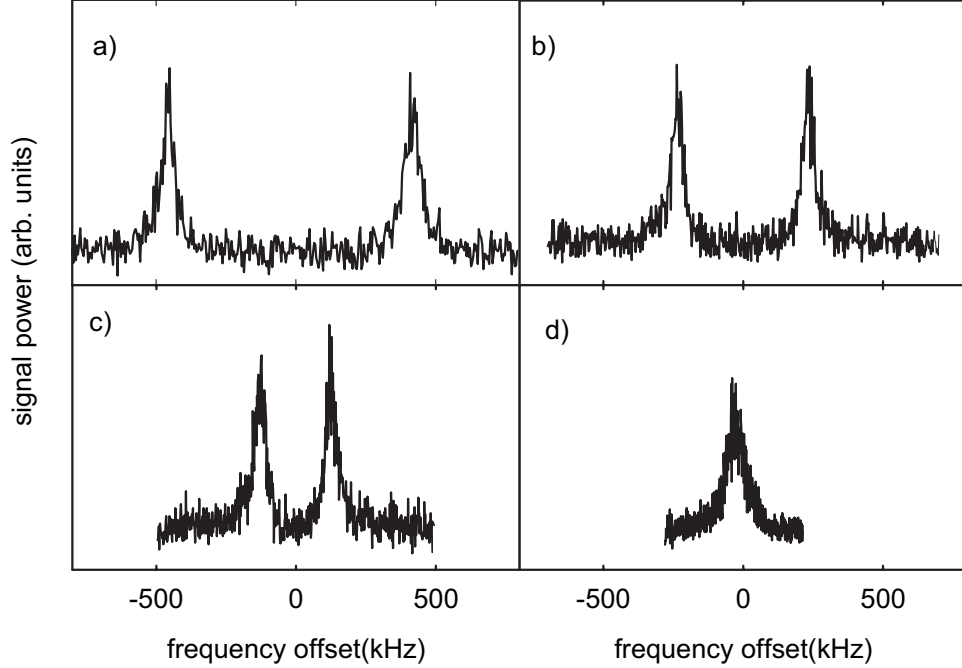 a)
b)
c)
d)
signal power (arb. units)
-500 0 500
-500 0 500
frequency offset(kHz)
frequency offset(kHz)